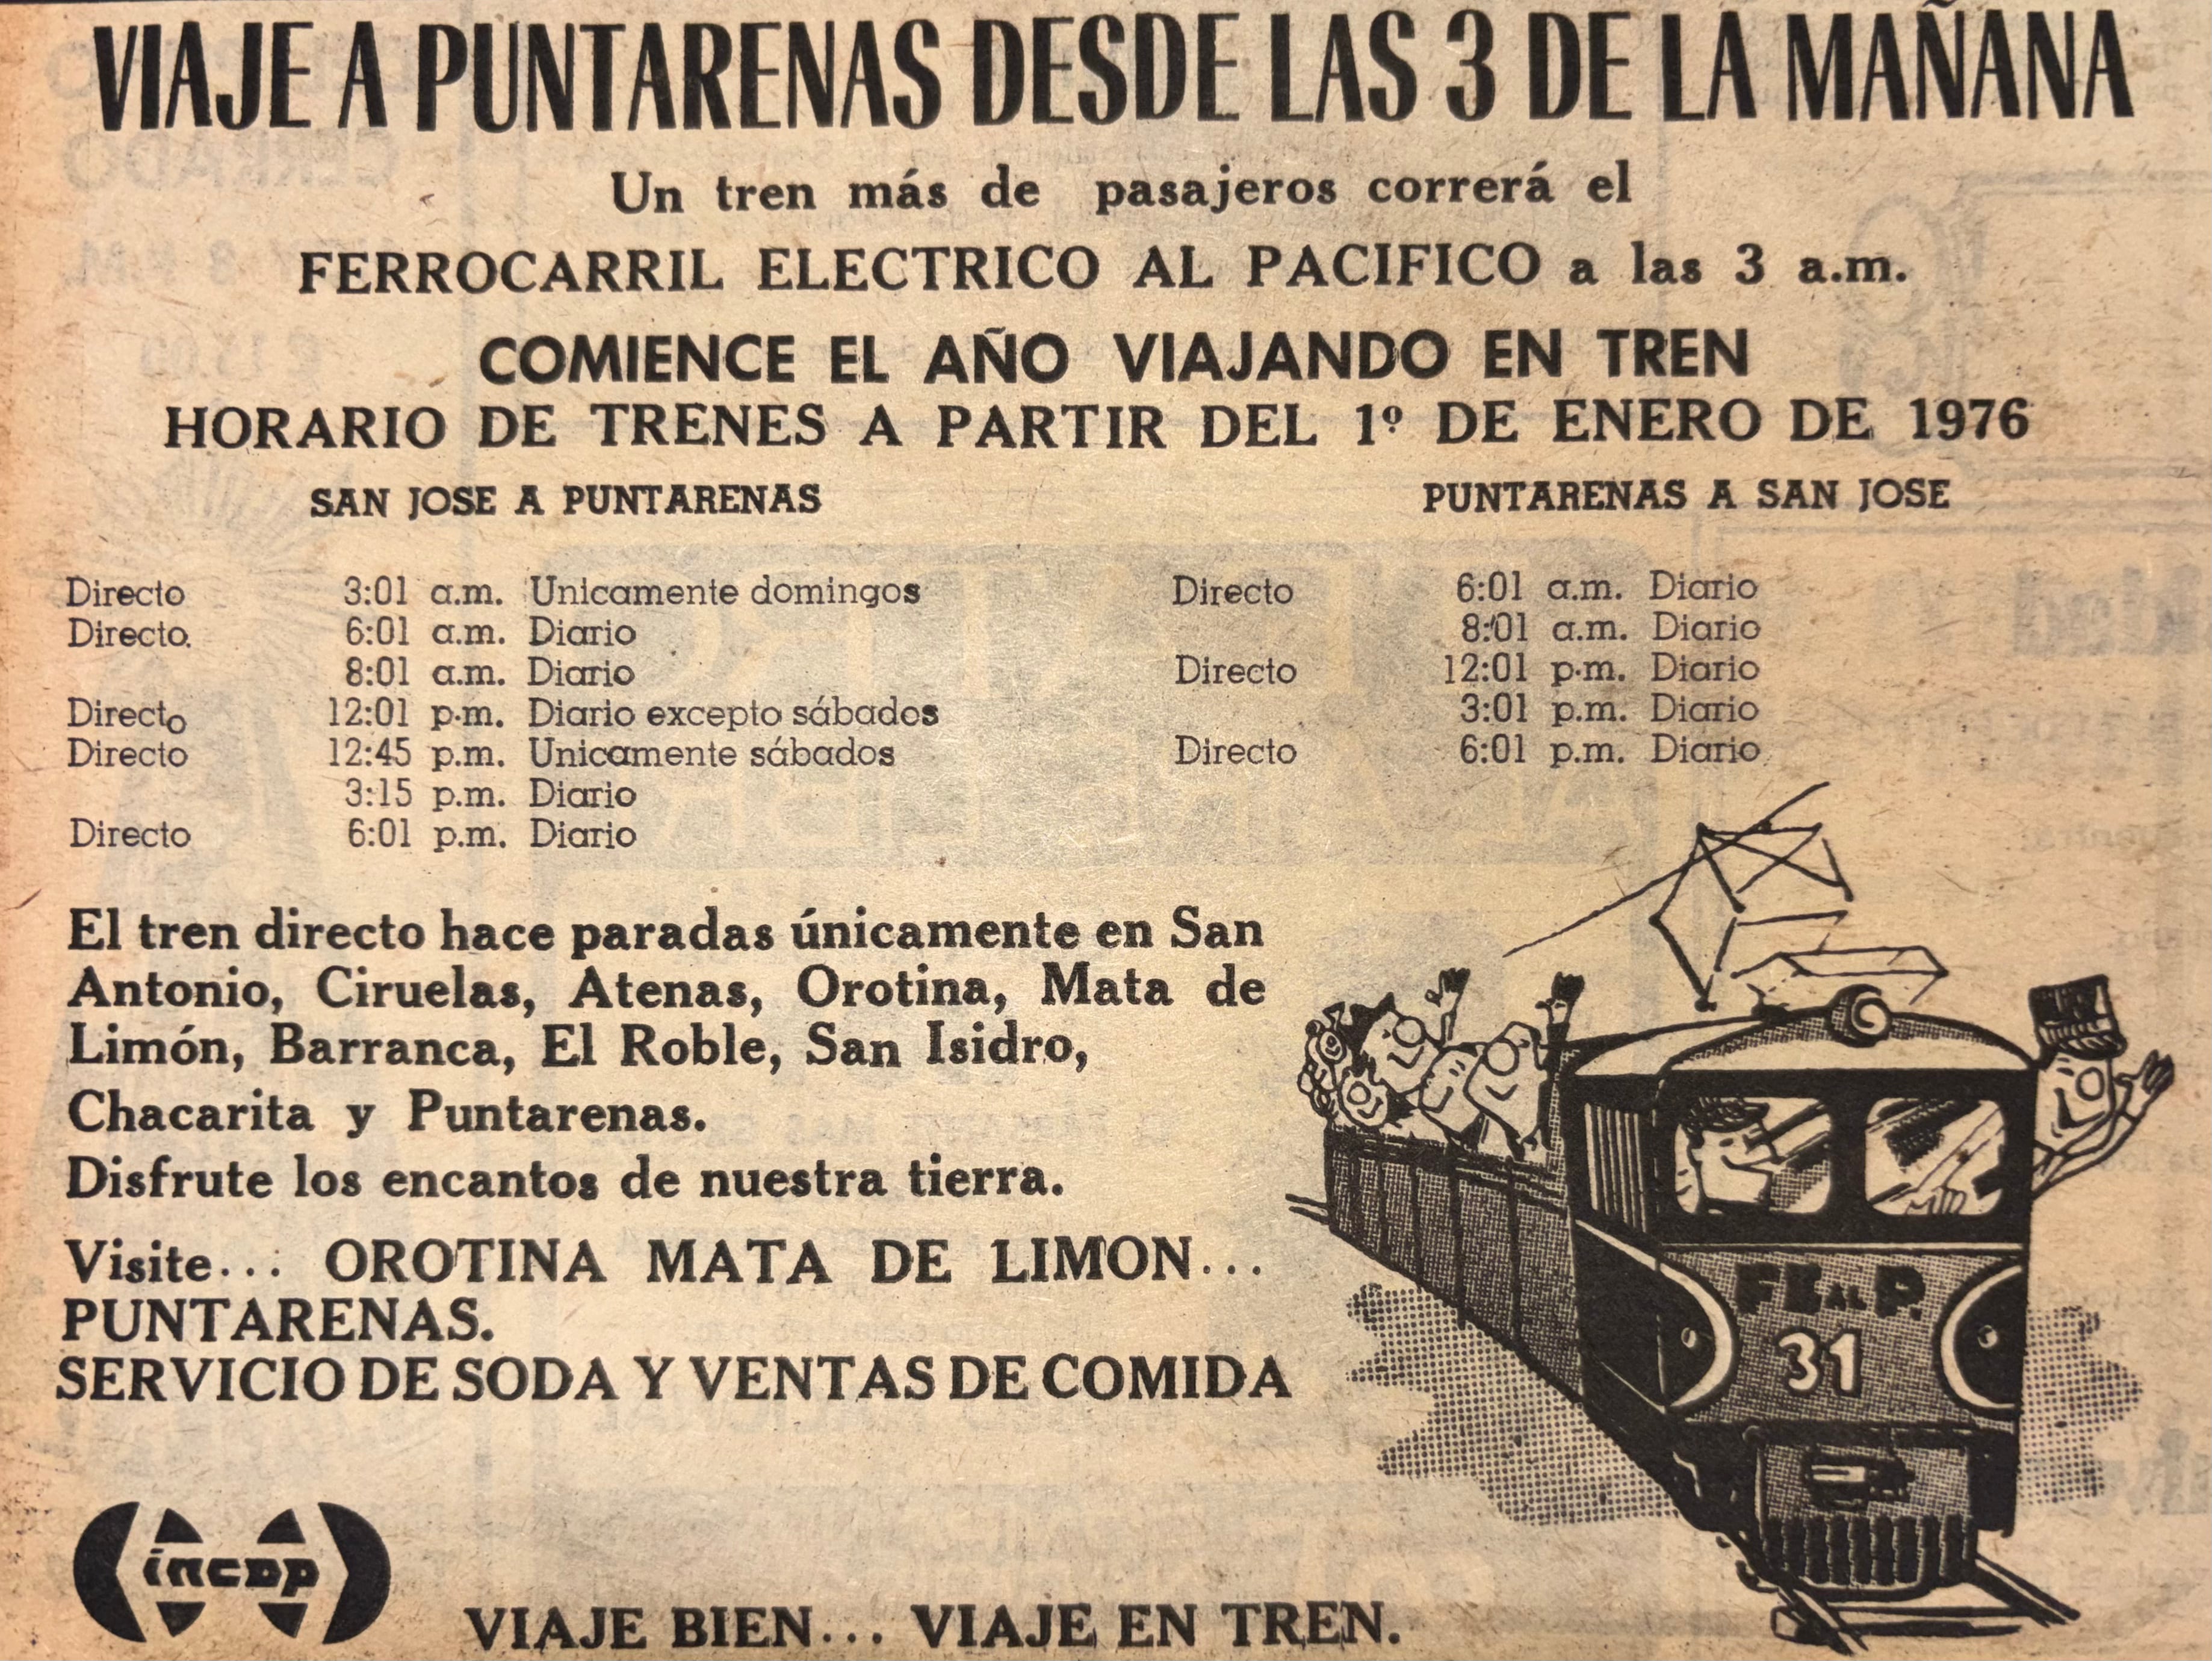 VIAJE A PUNTARENAS DESDE LAS 3 DE LA MAÑANA
Un tren más de pasajeros correrá el
FERROCARRIL ELECTRICO AL PACIFICO a las 3 a.m.
COMIENCE EL AÑO VIAJANDO EN TREN
HORARIO DE TRENES A PARTIR DEL 1º DE ENERO DE 1976
SAN JOSE A PUNTARENAS
Directo 3:01 a.m. Unicamente domingos
Directo. 6:01 a.m. Diario
8:01 a.m. Diario
Directo 12:01 p.m. Diario excepto sábados
Directo 12:45 p.m. Unicamente sábados
3:15 p.m. Diario
Directo 6:01 p.m. Diario
PUNTARENAS A SAN JOSE
Directo 6:01 a.m. Diario
8:01 a.m. Diario
Directo 12:01 p.m. Diario
3:01 p.m. Diario
Directo 6:01 p.m. Diario
El tren directo hace paradas únicamente en San
Antonio, Ciruelas, Atenas, Orotina, Mata de
Limón, Barranca, El Roble, San Isidro,
Chacarita y Puntarenas.
Disfrute los encantos de nuestra tierra.
Visite... OROTINA MATA DE LIMON...
PUNTARENAS.
SERVICIO DE SODA Y VENTAS DE COMIDA
F E AL P.
31
incop
VIAJE BIEN... VIAJE EN TREN.